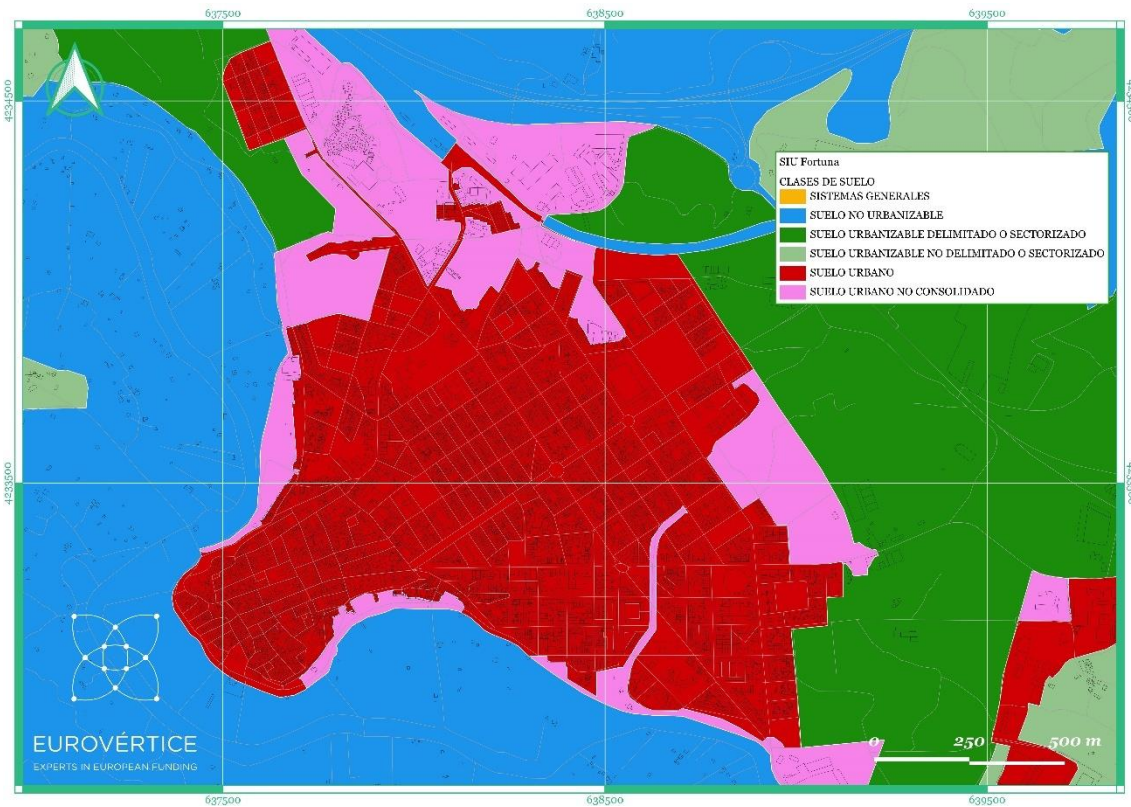 637500 638500 639500
4234500 4234500
SIU Fortuna
CLASES DE SUELO
SISTEMAS GENERALES
SUELO NO URBANIZABLE
SUELO URBANIZABLE DELIMITADO O SECTORIZADO
SUELO URBANIZABLE NO DELIMITADO O SECTORIZADO
SUELO URBANO
SUELO URBANO NO CONSOLIDADO
4233500 4233500
EUROVÉRTICE
EXPERTS IN EUROPEAN FUNDING
0 250 500 m
637500 638500 639500